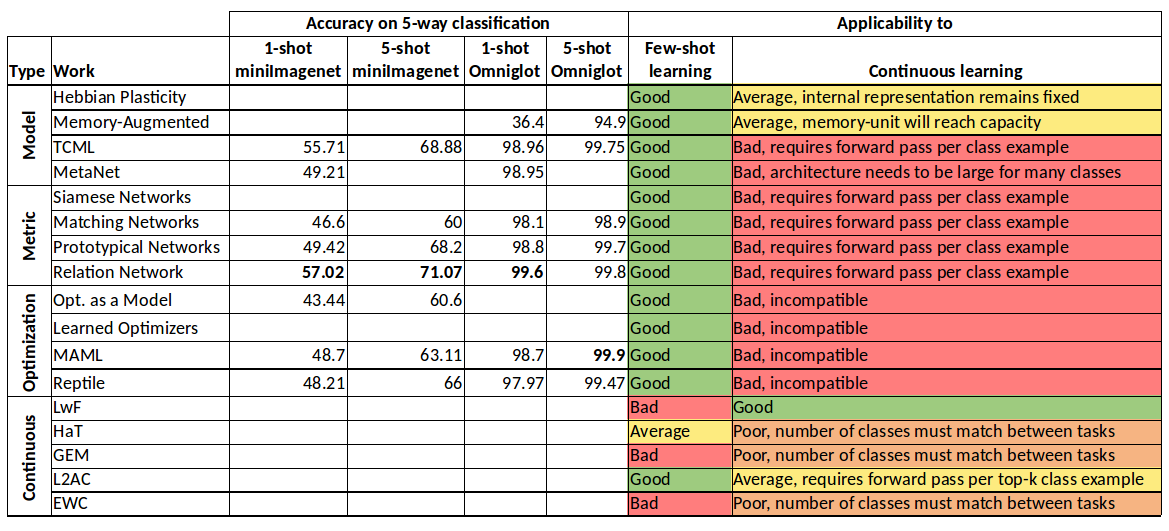 Accuracy on 5-way classification Applicability to
Type Work 1-shot miniImagenet 5-shot miniImagenet 1-shot Omniglot 5-shot Omniglot Few-shot learning Continuous learning
Model
Hebbian Plasticity Good Average, internal representation remains fixed
Memory-Augmented 36.4 94.9 Good Average, memory-unit will reach capacity
TCML 55.71 68.88 98.96 99.75 Good Bad, requires forward pass per class example
MetaNet 49.21 98.95 Good Bad, architecture needs to be large for many classes
Metric
Siamese Networks Good Bad, requires forward pass per class example
Matching Networks 46.6 60 98.1 98.9 Good Bad, requires forward pass per class example
Prototypical Networks 49.42 68.2 98.8 99.7 Good Bad, requires forward pass per class example
Relation Network 57.02 71.07 99.6 99.8 Good Bad, requires forward pass per class example
Optimization
Opt. as a Model 43.44 60.6 Good Bad, incompatible
Learned Optimizers Good Bad, incompatible
MAML 48.7 63.11 98.7 99.9 Good Bad, incompatible
Reptile 48.21 66 97.97 99.47 Good Bad, incompatible
Continuous
LwF Bad Good
HaT Average Poor, number of classes must match between tasks
GEM Bad Poor, number of classes must match between tasks
L2AC Good Average, requires forward pass per top-k class example
EWC Bad Poor, number of classes must match between tasks